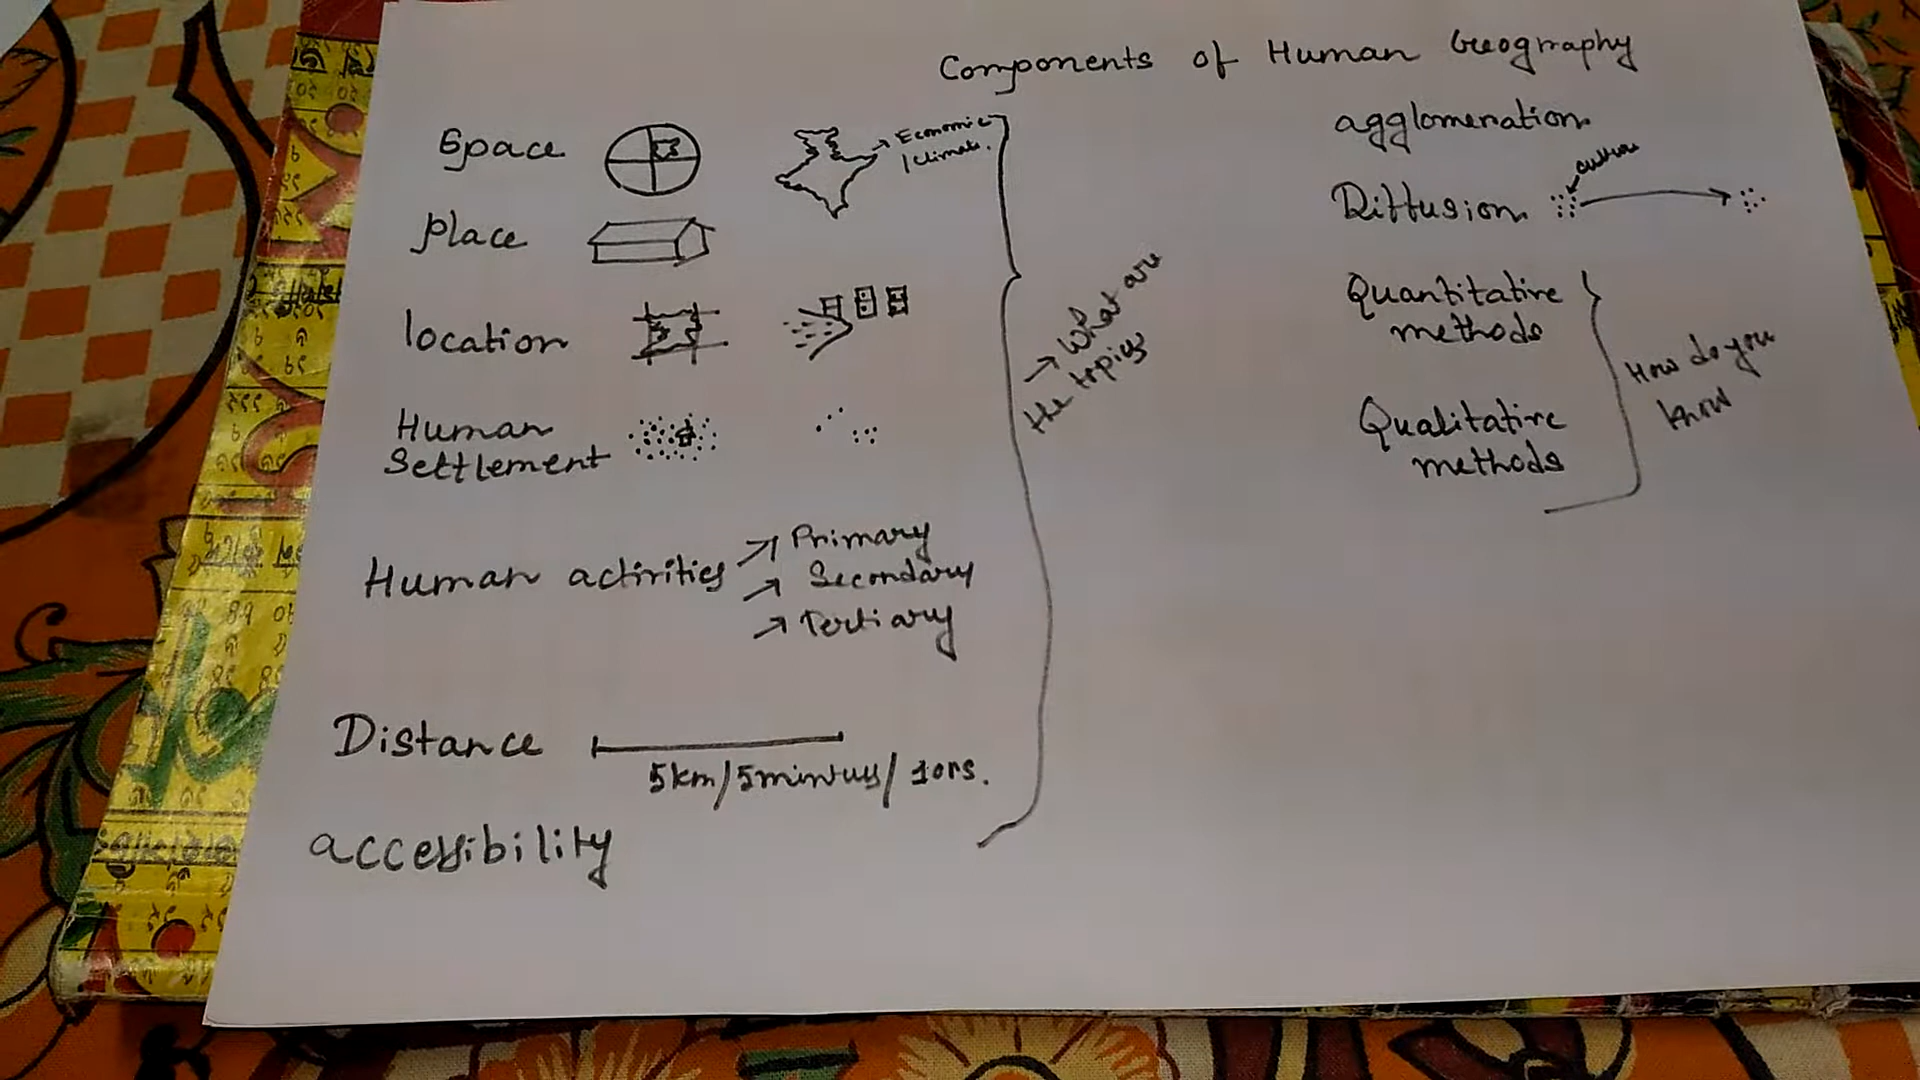 Components of Human Geography
Space
Economic
/Climate.
Place
location
Human
Settlement
Human activities → Primary
→ Secondary
→ Tertiary
Distance
5km/5mintus/ 10rs.
accessibility
→ What are
the topics
agglomeration
culture
Diffusion
Quantitative
methods
Qualitative
methods
How do you
know